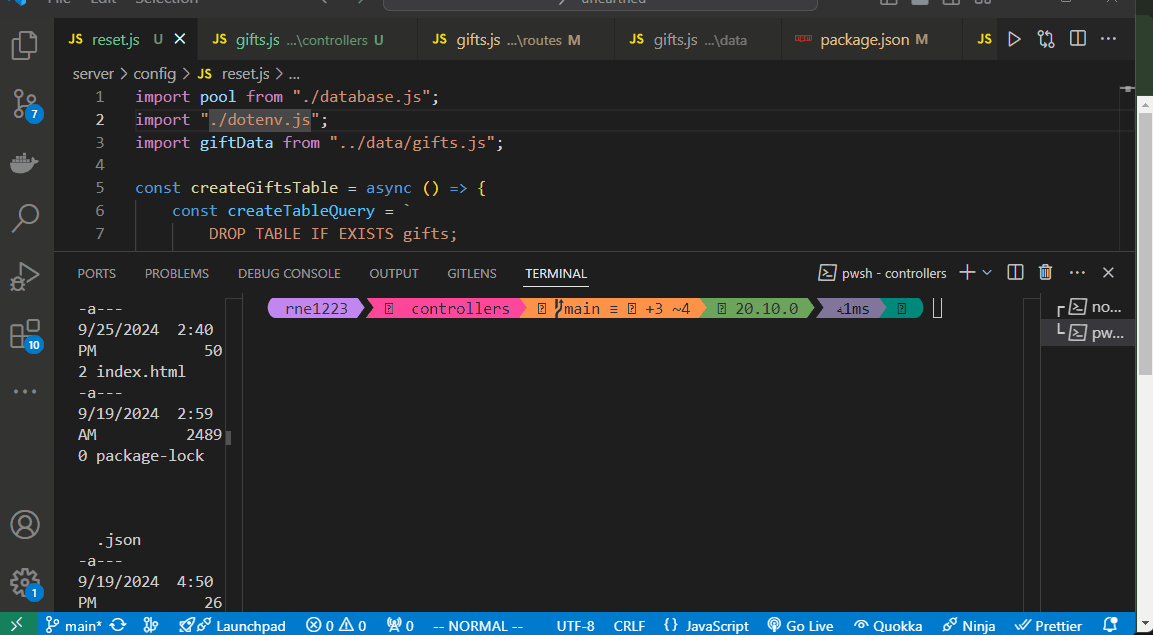 File Edit Selection unearthed
JS reset.js U JS gifts.js ...\controllers U JS gifts.js ...\routes M JS gifts.js ...\data package.json M JS
server > config > JS reset.js > ...
1 import pool from "./database.js";
2 import "./dotenv.js";
3 import giftData from "../data/gifts.js";
4
5 const createGiftsTable = async () => {
6 const createTableQuery = `
7 DROP TABLE IF EXISTS gifts;
7
10
1
PORTS PROBLEMS DEBUG CONSOLE OUTPUT GITLENS TERMINAL pwsh - controllers
-a---
9/25/2024 2:40
PM 50
2 index.html
-a---
9/19/2024 2:59
AM 2489
0 package-lock
.json
-a---
9/19/2024 4:50
PM 26
rne1223 controllers main ≡ +3 ~4 20.10.0 1ms
no...
pw...
main* 0 Launchpad 0 0 0 -- NORMAL -- UTF-8 CRLF {} JavaScript Go Live Quokka Ninja Prettier